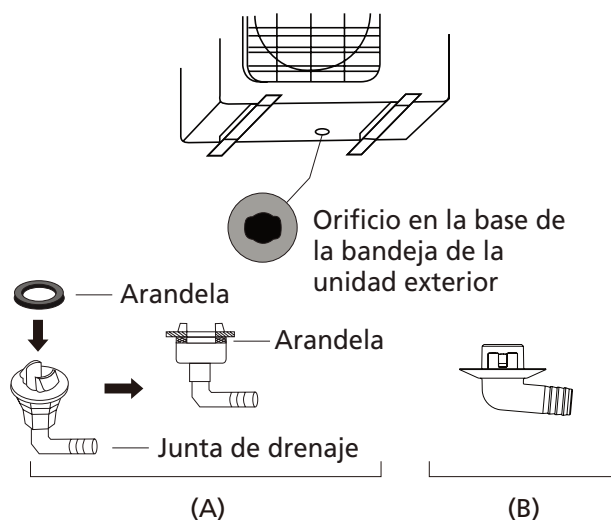 Orificio en la base de
la bandeja de la
unidad exterior
Arandela
Arandela
Junta de drenaje
(A)
(B)